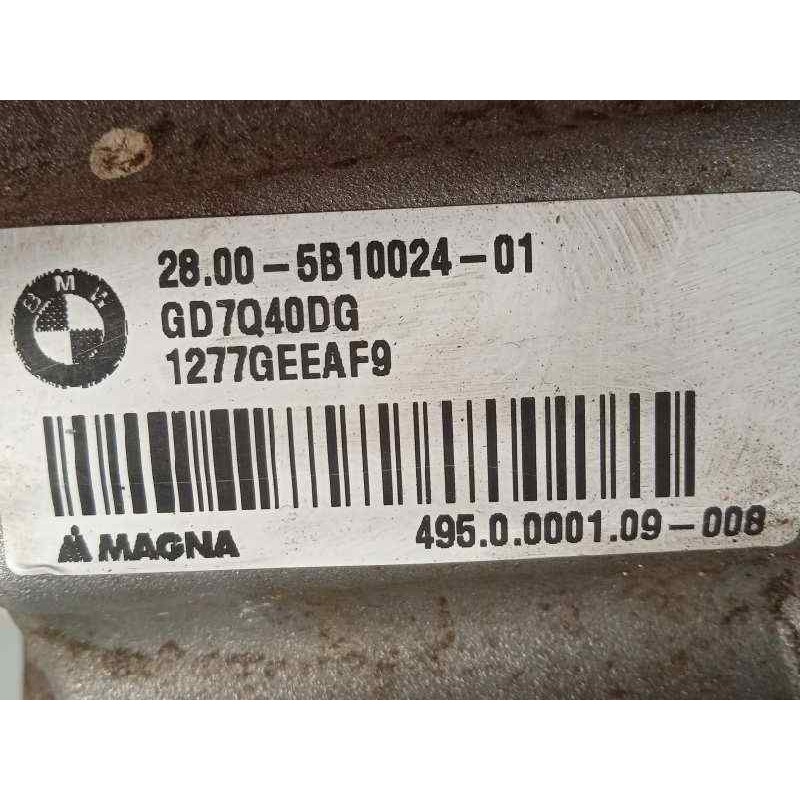 28.00-5B10024-01
BMW
GD7Q40DG
1277GEEAF9
MAGNA
495.0.0001.09-008